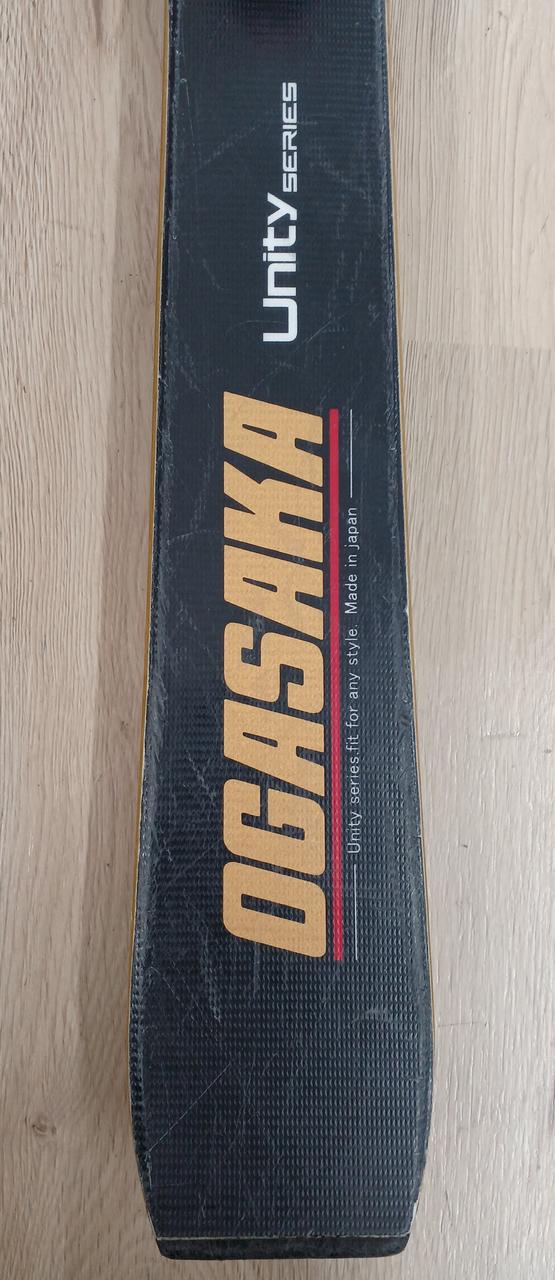 Unity SERIES
OGASAKA
Unity series.fit for any style. Made in japan